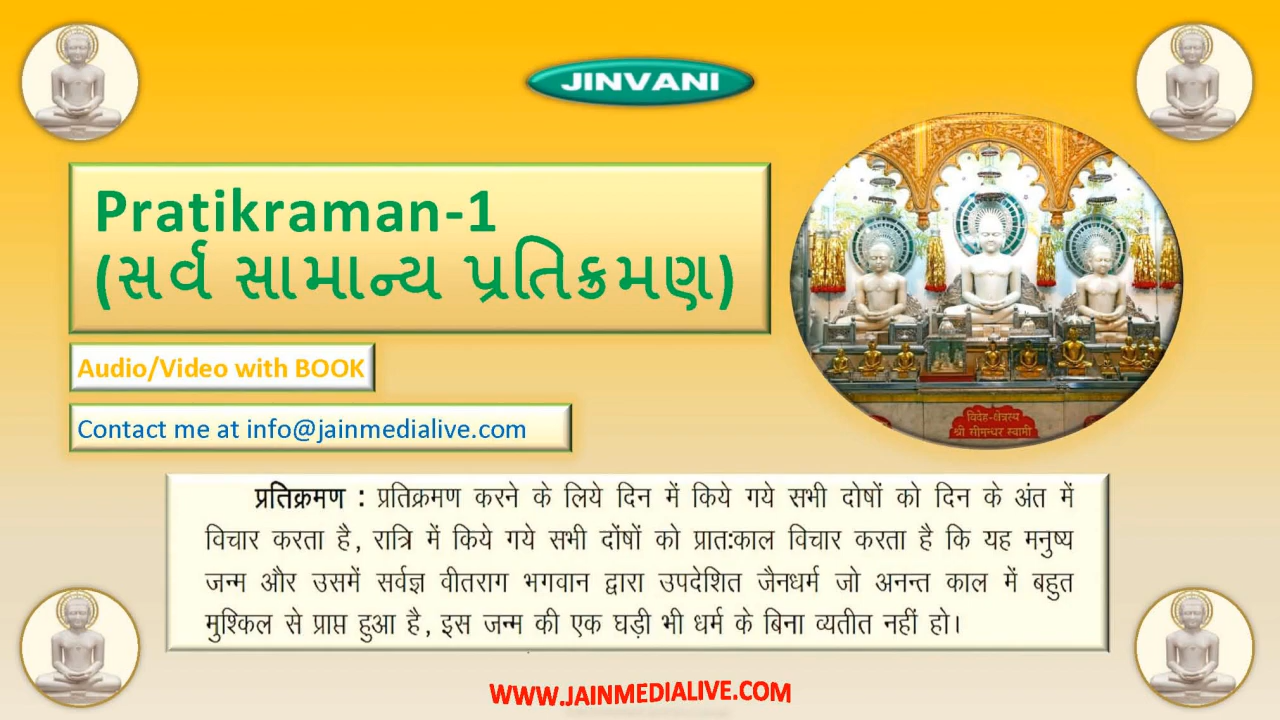 JINVANI
Pratikraman-1
(સર્વ સામાન્ય પ્રતિક્રમણ)
Audio/Video with BOOK
Contact me at info@jainmedialive.com
विदेह-क्षेत्रस्थ
श्री सीमन्धर स्वामी
प्रतिक्रमण : प्रतिक्रमण करने के लिये दिन में किये गये सभी दोषों को दिन के अंत में
विचार करता है, रात्रि में किये गये सभी दोंषों को प्रात:काल विचार करता है कि यह मनुष्य
जन्म और उसमें सर्वज्ञ वीतराग भगवान द्वारा उपदेशित जैनधर्म जो अनन्त काल में बहुत
मुश्किल से प्राप्त हुआ है, इस जन्म की एक घड़ी भी धर्म के बिना व्यतीत नहीं हो।
WWW.JAINMEDIALIVE.COM